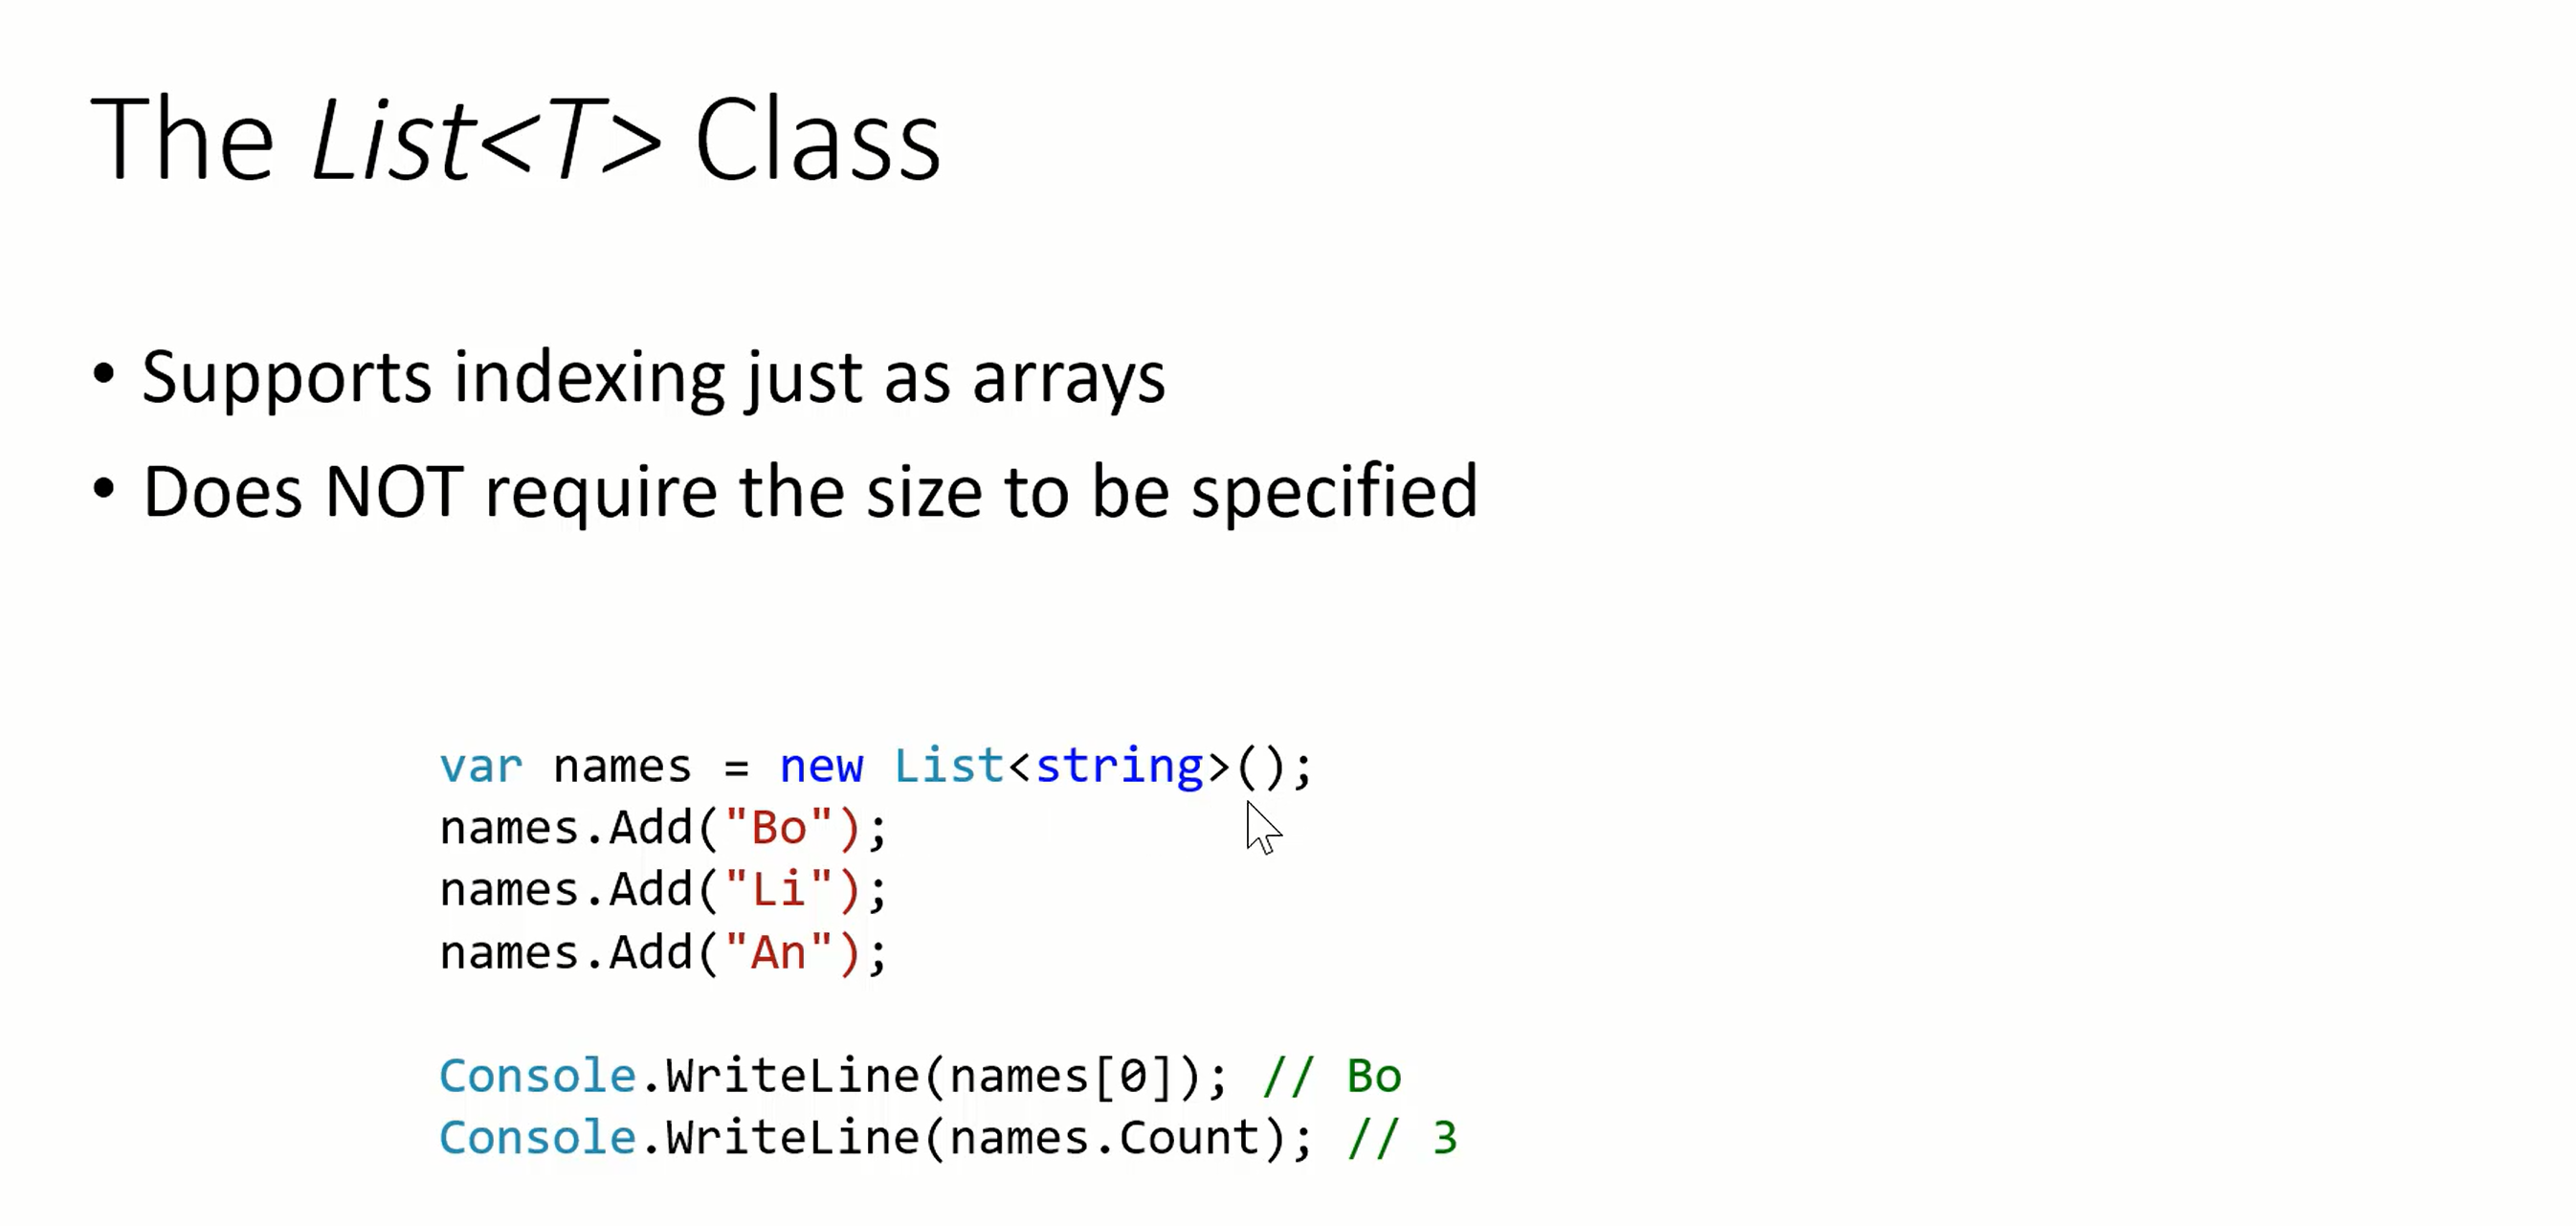 The List<T> Class
• Supports indexing just as arrays
• Does NOT require the size to be specified
var names = new List<string>();
names.Add("Bo");
names.Add("Li");
names.Add("An");
Console.WriteLine(names[0]); // Bo
Console.WriteLine(names.Count); // 3